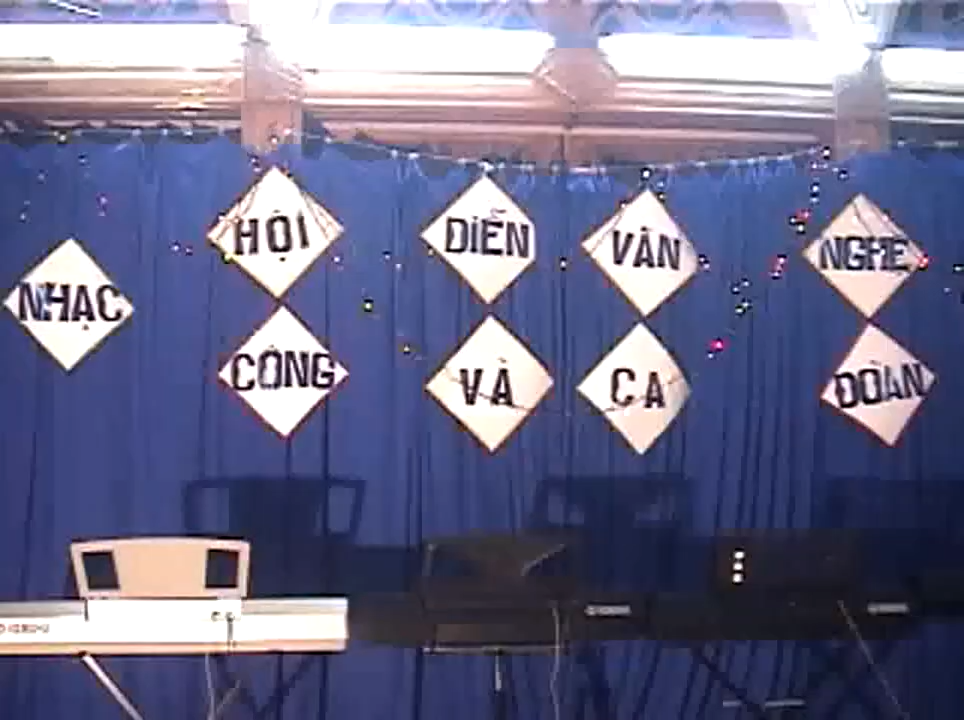 HỘI DIỄN VĂN NGHỆ
NHẠC CÔNG VÀ CA ĐOÀN